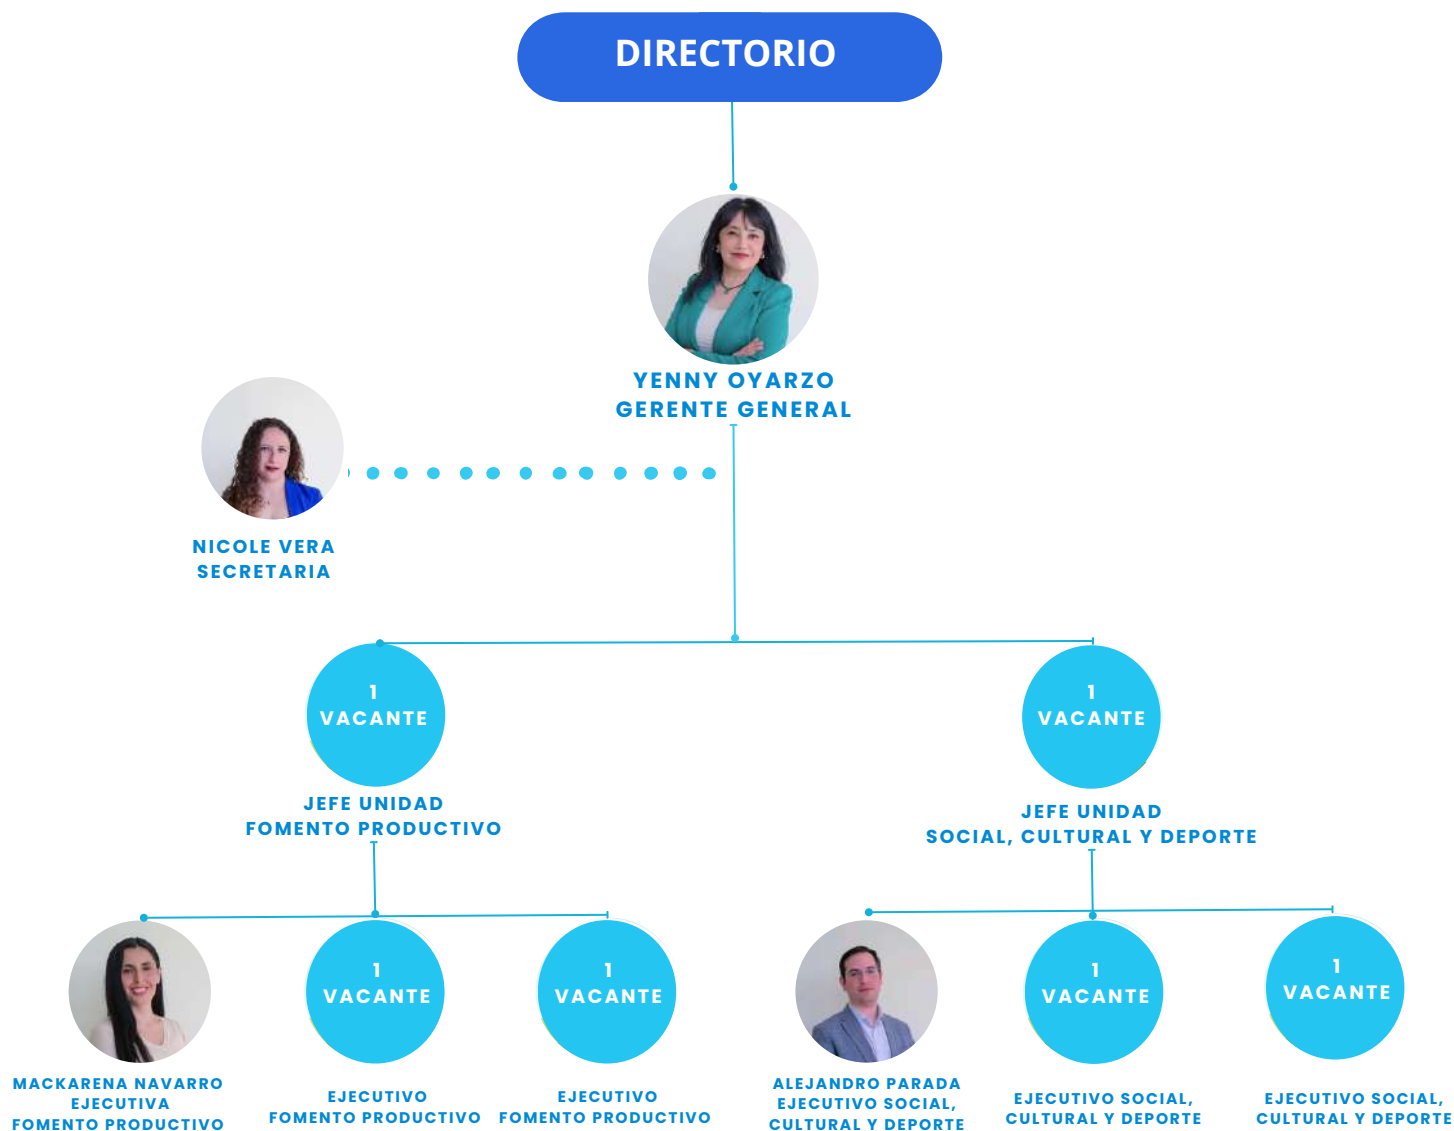 DIRECTORIO
YENNY OYARZO
GERENTE GENERAL
NICOLE VERA
SECRETARIA
1
VACANTE
JEFE UNIDAD
FOMENTO PRODUCTIVO
1
VACANTE
JEFE UNIDAD
SOCIAL, CULTURAL Y DEPORTE
MACKARENA NAVARRO
EJECUTIVA
FOMENTO PRODUCTIVO
1
VACANTE
EJECUTIVO
FOMENTO PRODUCTIVO
1
VACANTE
EJECUTIVO
FOMENTO PRODUCTIVO
ALEJANDRO PARADA
EJECUTIVO SOCIAL,
CULTURAL Y DEPORTE
1
VACANTE
EJECUTIVO SOCIAL,
CULTURAL Y DEPORTE
1
VACANTE
EJECUTIVO SOCIAL,
CULTURAL Y DEPORTE